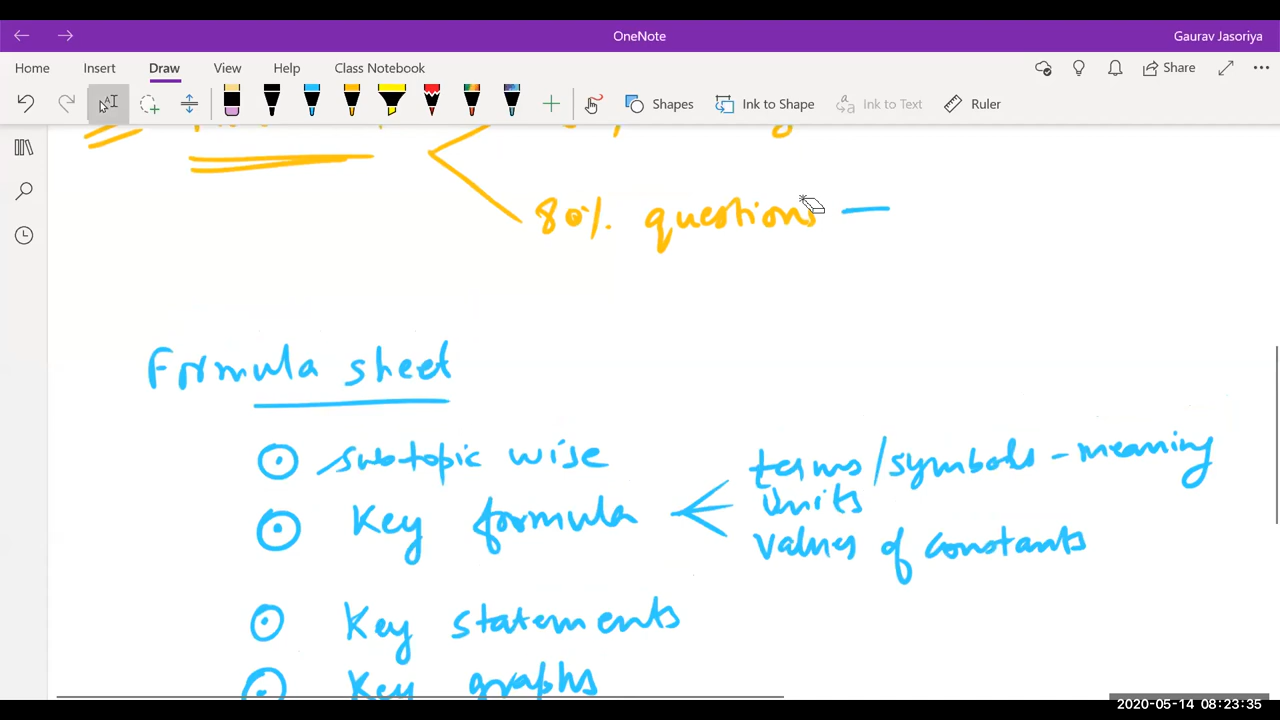 OneNote
Gaurav Jasoriya
Home Insert Draw View Help Class Notebook
Share
Shapes Ink to Shape Ink to Text Ruler
80% questions —
Formula sheet
subtopic wise
Key formula
terms/symbols - meaning
units
values of constants
Key statements
Key graphs
2020-05-14 08:23:35